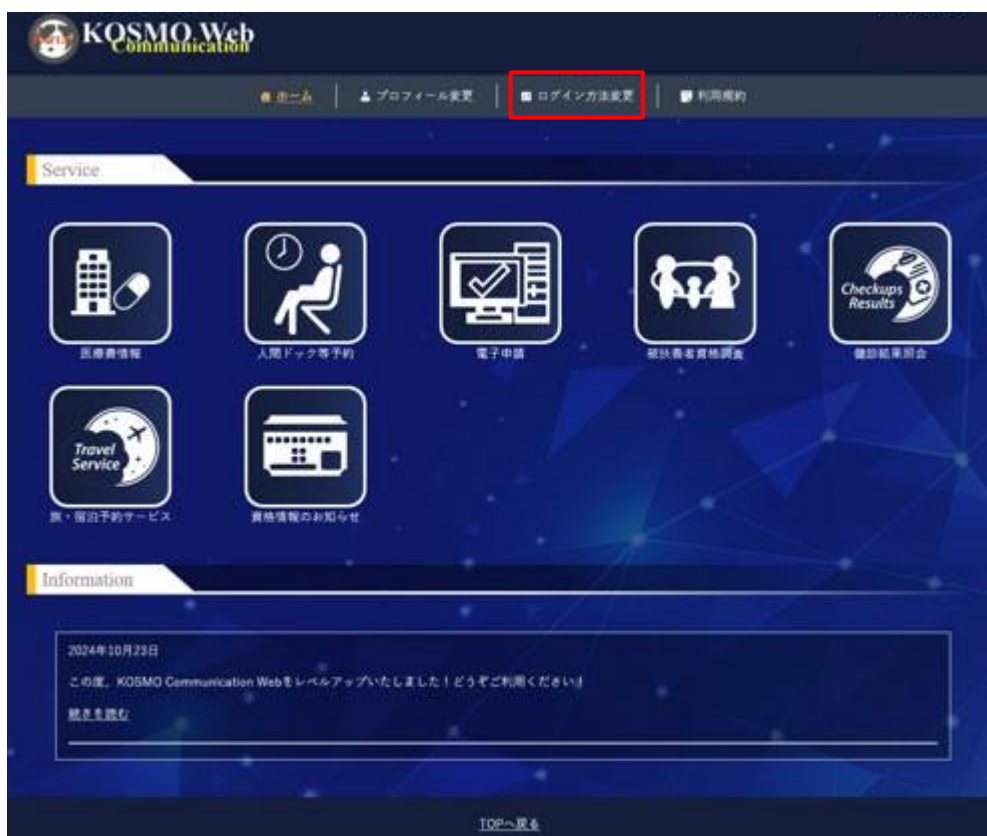 KOSMO Web
Communication
ホーム
プロフィール変更
ログイン方法変更
利用規約
Service
Checkups
Results
医療費情報
人間ドック等予約
電子申請
被扶養者資格調査
健診結果照会
Travel
Service
旅・宿泊予約サービス
資格情報のお知らせ
Information
2024年10月23日
この度、KOSMO Communication Webをレベルアップいたしました！どうぞご利用ください！
続きを読む
TOPへ戻る